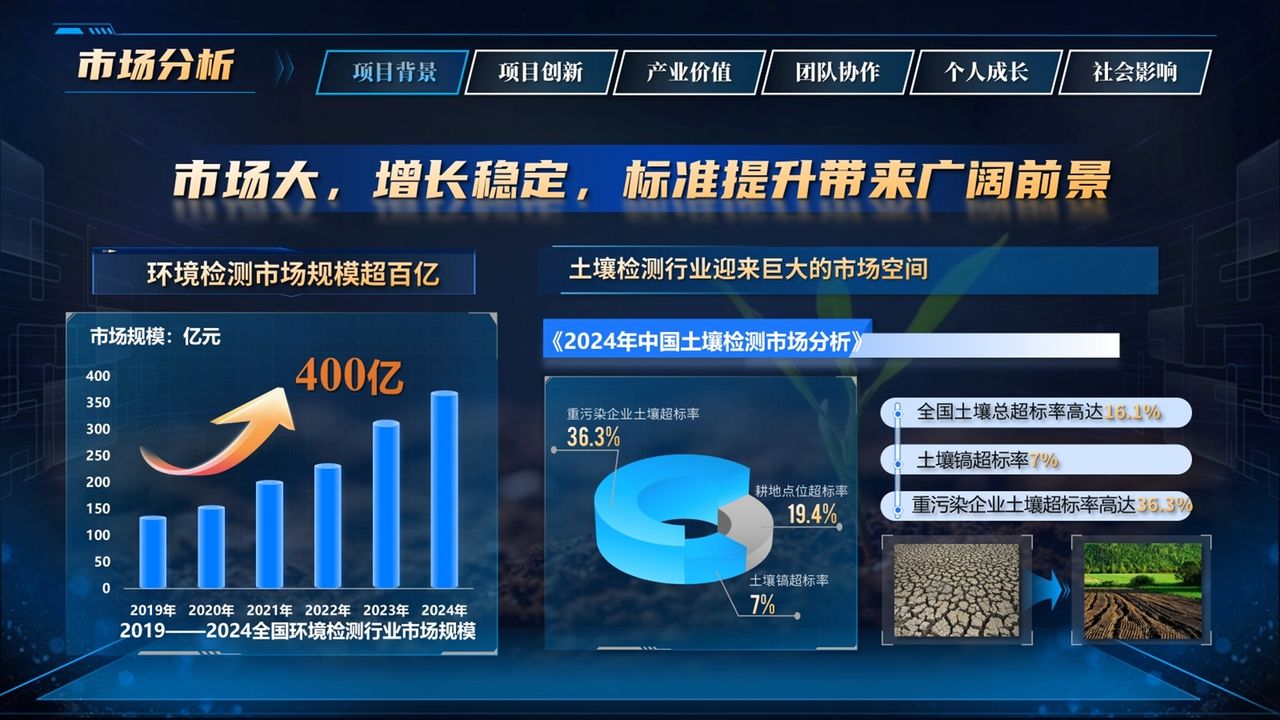 市场分析
项目背景
项目创新
产业价值
团队协作
个人成长
社会影响
市场大，增长稳定，标准提升带来广阔前景
环境检测市场规模超百亿
市场规模：亿元
400亿
400
350
300
250
200
150
100
50
0
2019年 2020年 2021年 2022年 2023年 2024年
2019——2024全国环境检测行业市场规模
土壤检测行业迎来巨大的市场空间
《2024年中国土壤检测市场分析》
重污染企业土壤超标率
36.3%
耕地点位超标率
19.4%
土壤镐超标率
7%
全国土壤总超标率高达16.1%
土壤镐超标率7%
重污染企业土壤超标率高达36.3%